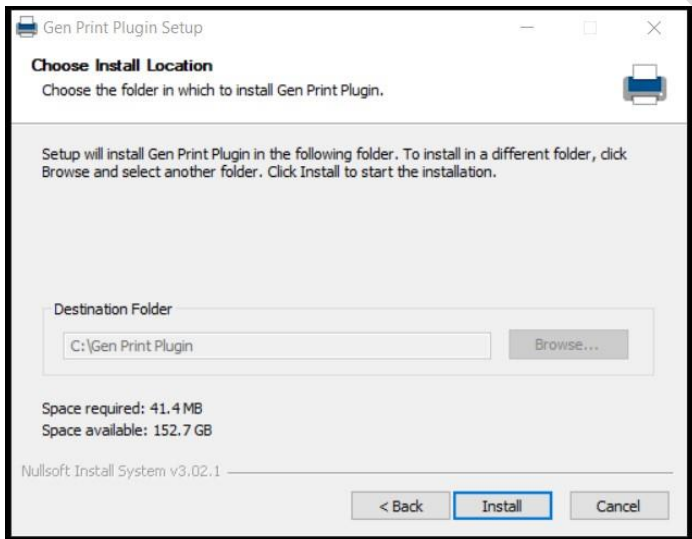 Gen Print Plugin Setup
Choose Install Location
Choose the folder in which to install Gen Print Plugin.
Setup will install Gen Print Plugin in the following folder. To install in a different folder, click
Browse and select another folder. Click Install to start the installation.
Destination Folder
C:\Gen Print Plugin
Browse...
Space required: 41.4 MB
Space available: 152.7 GB
Nullsoft Install System v3.02.1
< Back Install Cancel